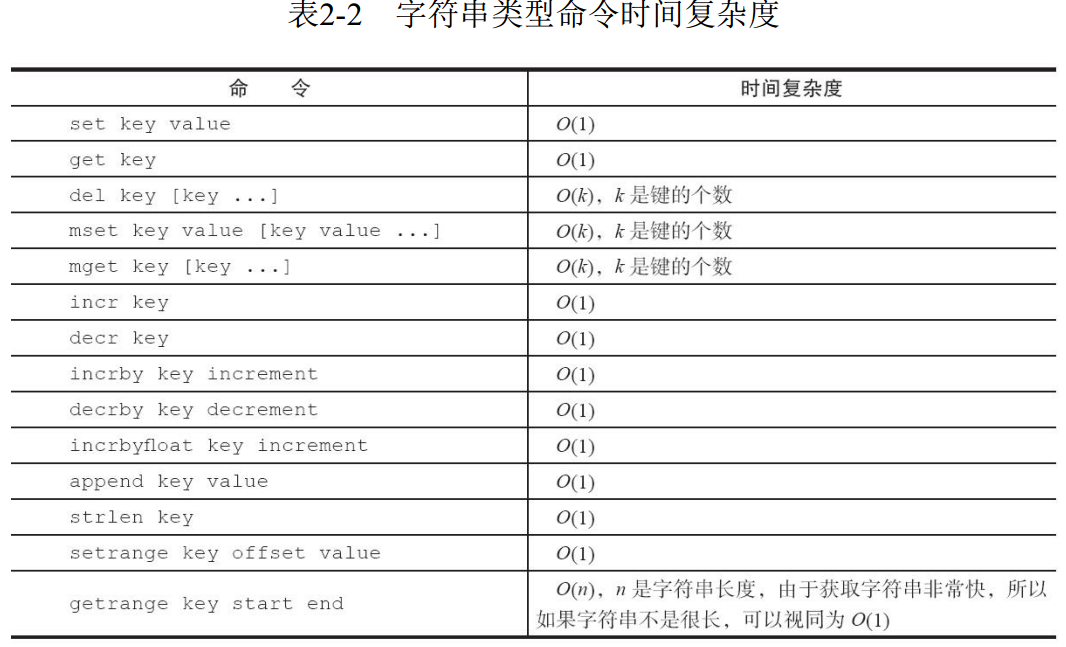 表2-2 字符串类型命令时间复杂度
命 令 时间复杂度
set key value O(1)
get key O(1)
del key [key ...] O(k), k 是键的个数
mset key value [key value ...] O(k), k 是键的个数
mget key [key ...] O(k), k 是键的个数
incr key O(1)
decr key O(1)
incrby key increment O(1)
decrby key decrement O(1)
incrbyfloat key increment O(1)
append key value O(1)
strlen key O(1)
setrange key offset value O(1)
getrange key start end O(n), n 是字符串长度，由于获取字符串非常快，所以
如果字符串不是很长，可以视同为 O(1)